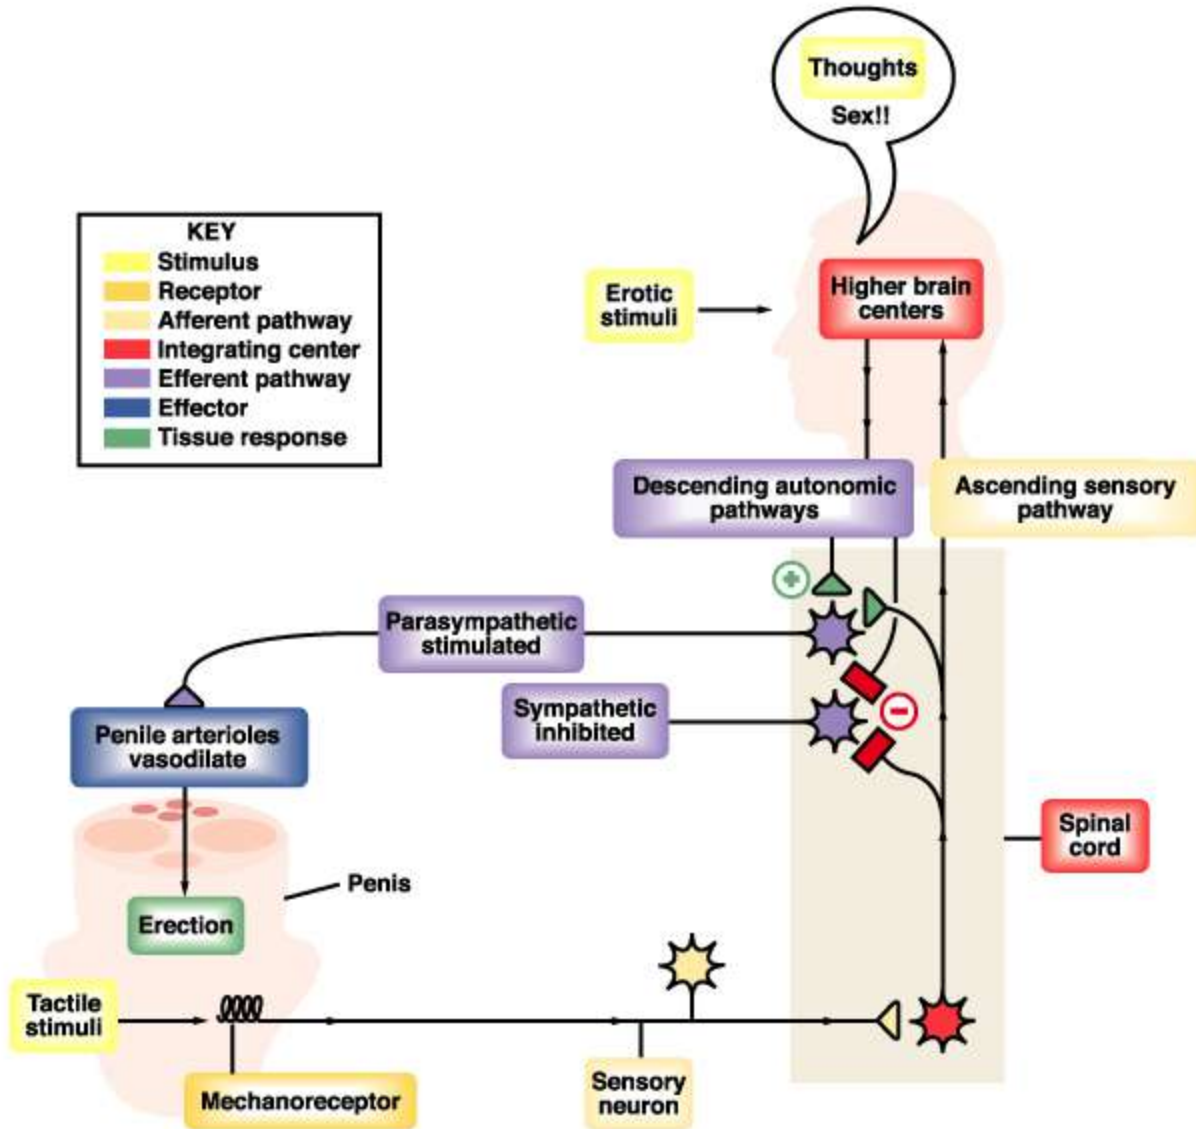 Thoughts
Sex!!
KEY
Stimulus
Receptor
Afferent pathway
Integrating center
Efferent pathway
Effector
Tissue response
Erotic
stimuli
Higher brain
centers
Descending autonomic
pathways
Ascending sensory
pathway
+
Parasympathetic
stimulated
Sympathetic
inhibited
−
Penile arterioles
vasodilate
Spinal
cord
Penis
Erection
Tactile
stimuli
Mechanoreceptor
Sensory
neuron